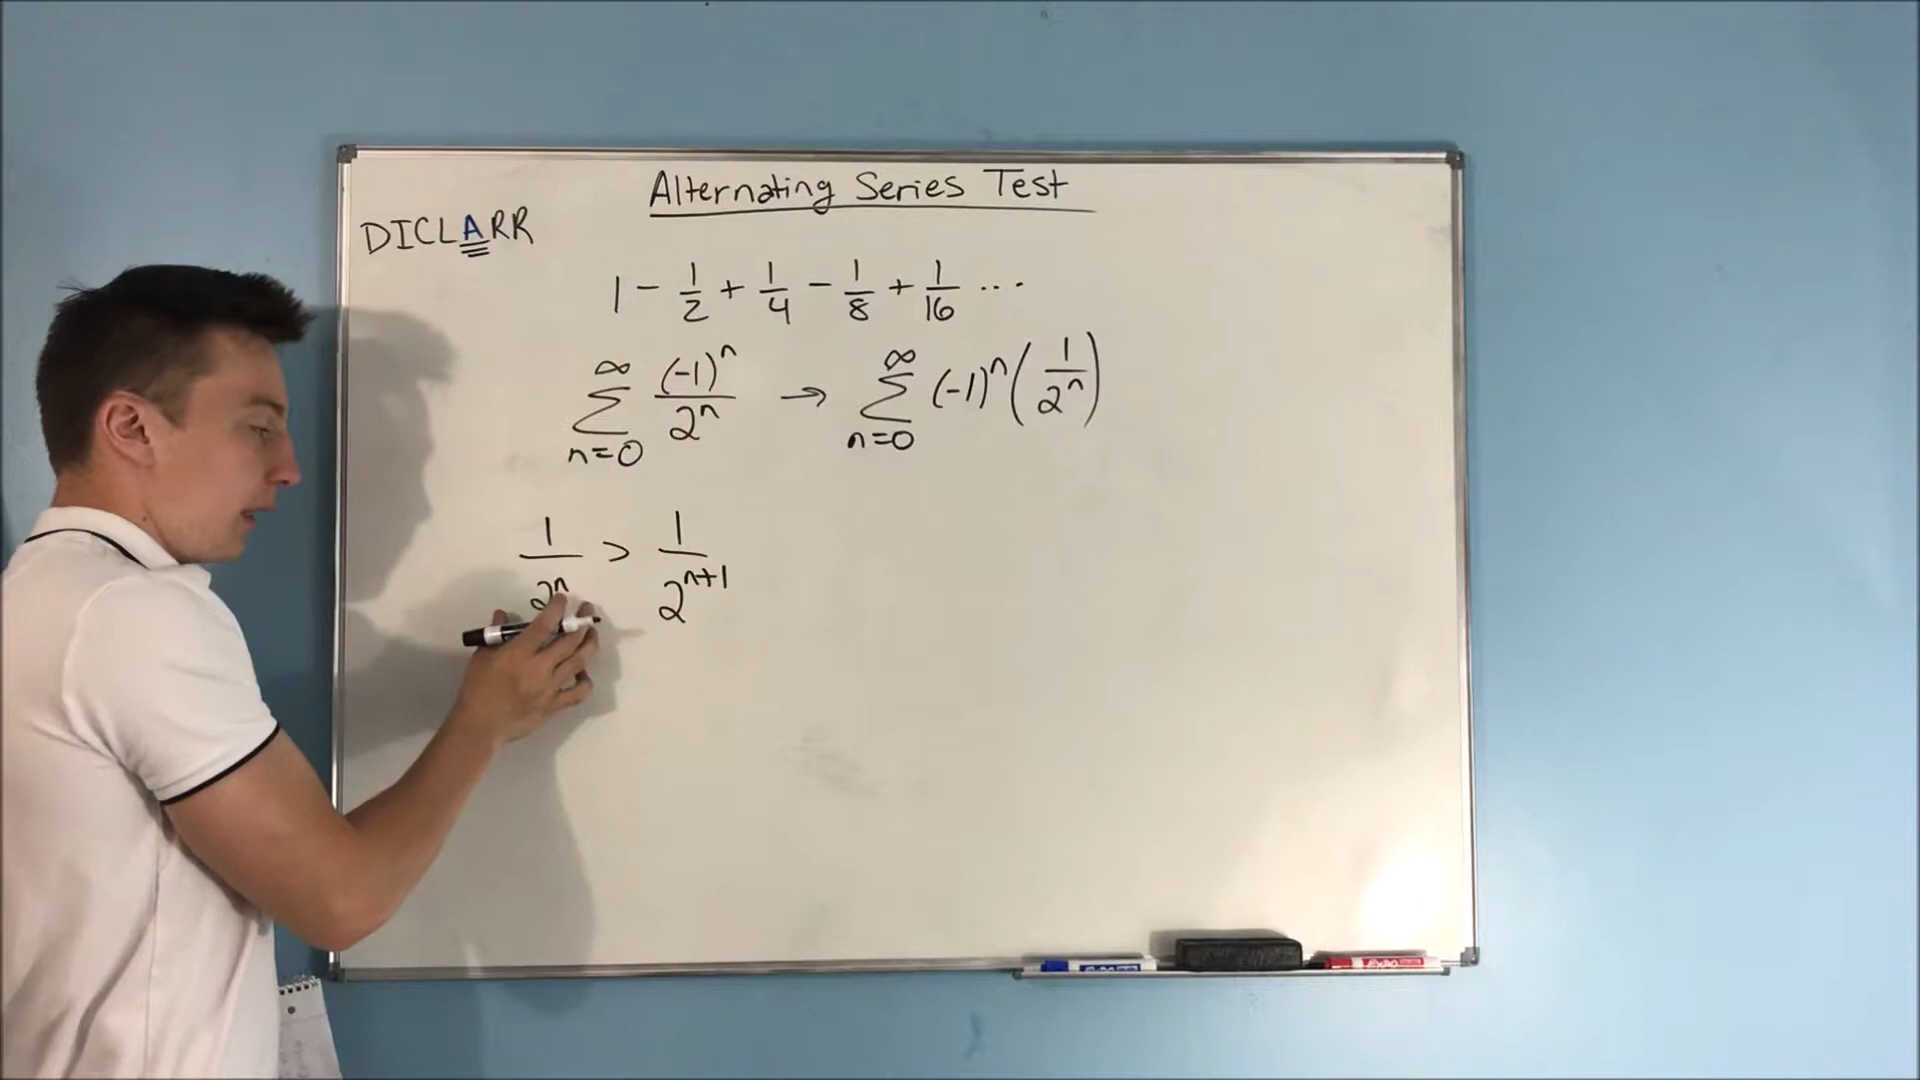 Alternating Series Test
DICLARR
1 - 1/2 + 1/4 - 1/8 + 1/16 ...
∞ ∑ n=0 (-1)^n / 2^n → ∞ ∑ n=0 (-1)^n (1/2^n)
1/2^n > 1/2^(n+1)
EXPO